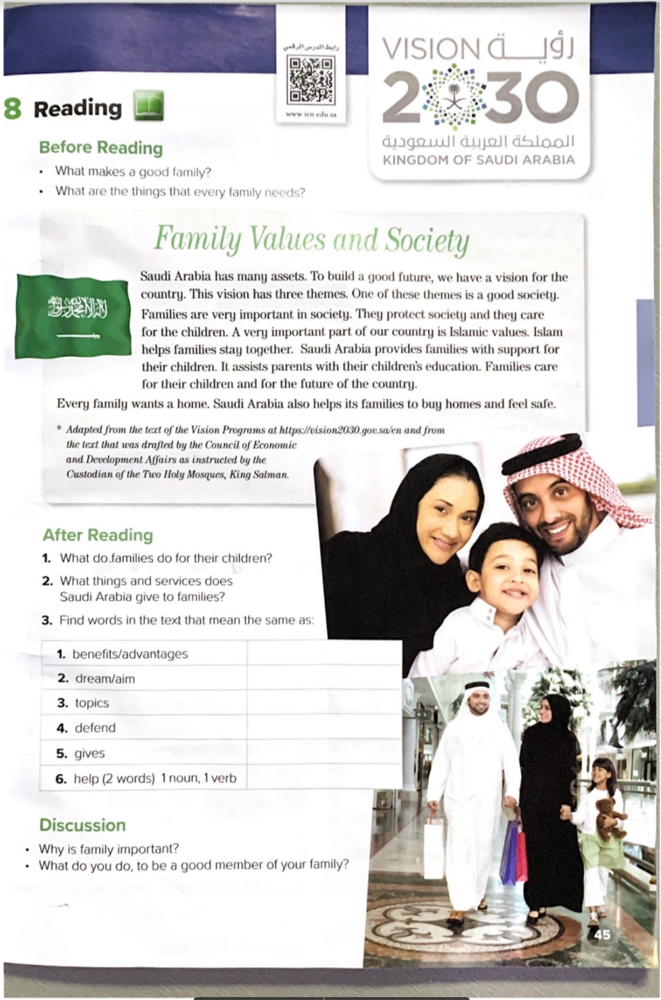 رابط الدرس الرقمي
www.ien.edu.sa
VISION رؤيــة
2030
المملكة العربية السعودية
KINGDOM OF SAUDI ARABIA
8 Reading
Before Reading
• What makes a good family?
• What are the things that every family needs?
Family Values and Society
Saudi Arabia has many assets. To build a good future, we have a vision for the
country. This vision has three themes. One of these themes is a good society.
Families are very important in society. They protect society and they care
for the children. A very important part of our country is Islamic values. Islam
helps families stay together. Saudi Arabia provides families with support for
their children. It assists parents with their children's education. Families care
for their children and for the future of the country.
Every family wants a home. Saudi Arabia also helps its families to buy homes and feel safe.
* Adapted from the text of the Vision Programs at https://vision2030.gov.sa/en and from
the text that was drafted by the Council of Economic
and Development Affairs as instructed by the
Custodian of the Two Holy Mosques, King Salman.
لا إله إلا الله محمد رسول الله
After Reading
1. What do families do for their children?
2. What things and services does
Saudi Arabia give to families?
3. Find words in the text that mean the same as:
1. benefits/advantages
2. dream/aim
3. topics
4. defend
5. gives
6. help (2 words) 1 noun, 1 verb
Discussion
• Why is family important?
• What do you do, to be a good member of your family?
45